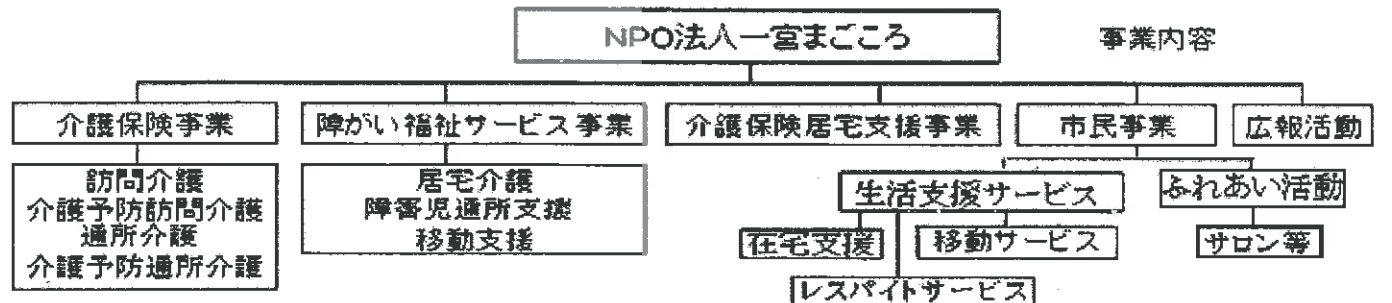 NPO法人一宮まごころ
事業内容
介護保険事業
障がい福祉サービス事業
介護保険居宅支援事業
市民事業
広報活動
訪問介護
介護予防訪問介護
通所介護
介護予防通所介護
居宅介護
障害児通所支援
移動支援
生活支援サービス
ふれあい活動
在宅支援
移動サービス
サロン等
レスパイトサービス